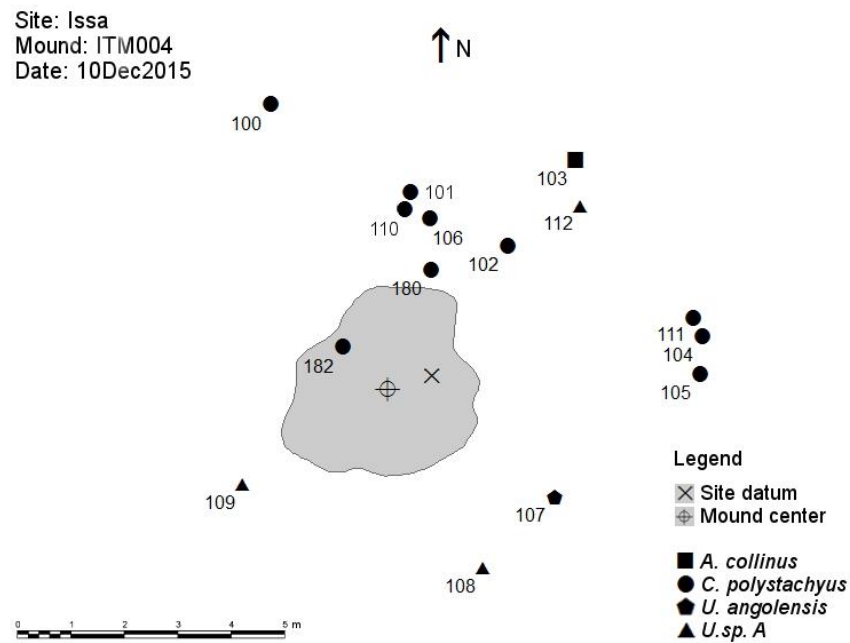 Site: Issa
Mound: ITM004
Date: 10Dec2015
N
100
103
101
110
112
106
102
180
111
182
104
105
Legend
109
Site datum
107
Mound center
108
A. collinus
C. polystachyus
U. angolensis
U.sp. A
0 1 2 3 4 5 m